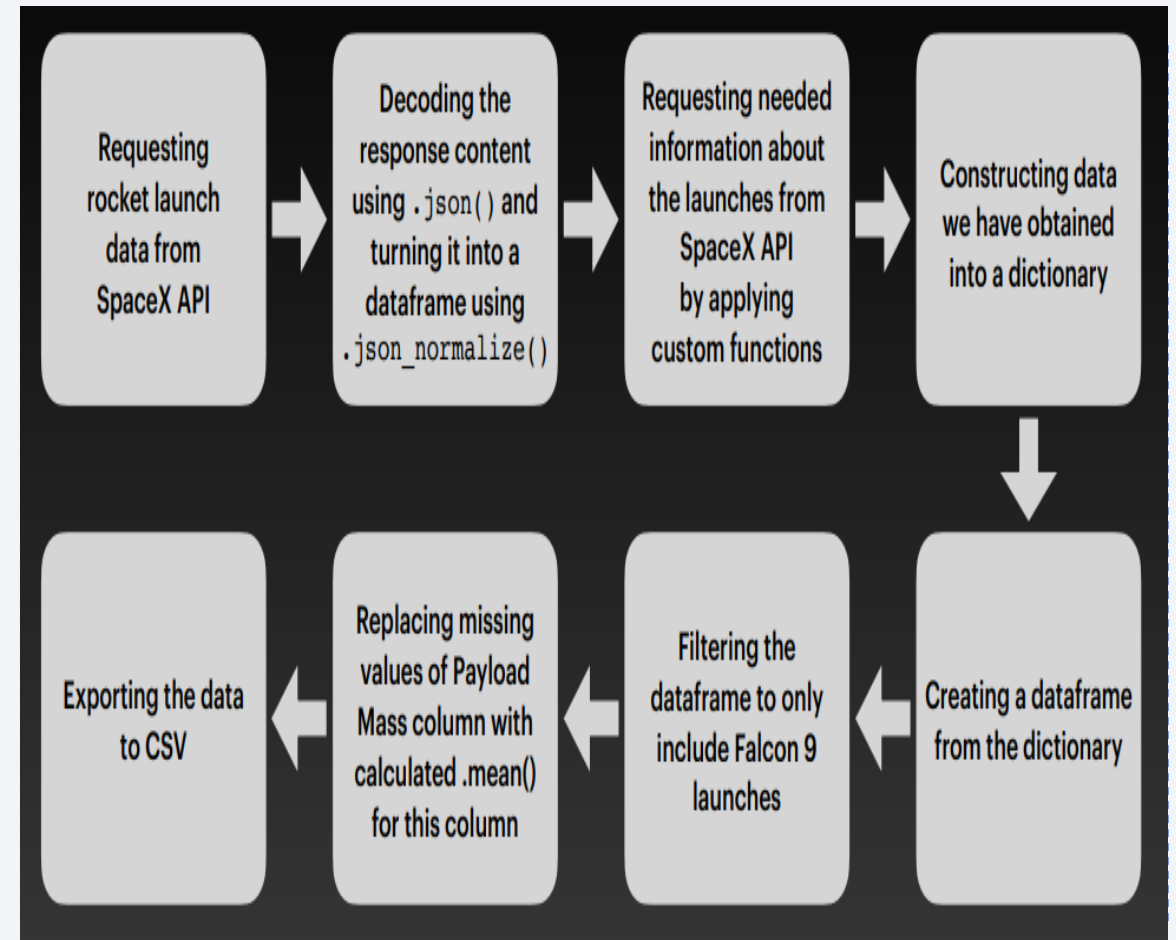 Requesting
rocket launch
data from
SpaceX API
Decoding the
response content
using .json() and
turning it into a
dataframe using
.json_normalize()
Requesting needed
information about
the launches from
SpaceX API
by applying
custom functions
Constructing data
we have obtained
into a dictionary
Creating a dataframe
from the dictionary
Filtering the
dataframe to only
include Falcon 9
launches
Replacing missing
values of Payload
Mass column with
calculated .mean()
for this column
Exporting the data
to CSV